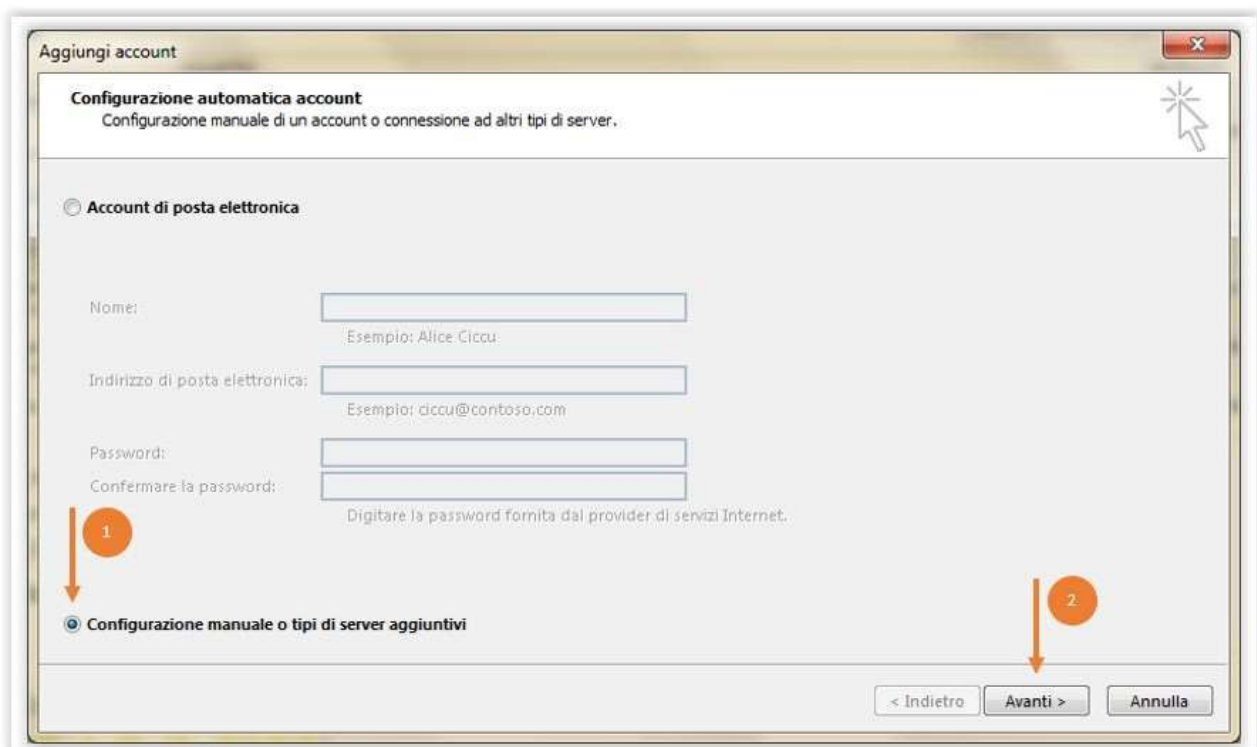 Aggiungi account
Configurazione automatica account
Configurazione manuale di un account o connessione ad altri tipi di server.
Account di posta elettronica
Nome:
Esempio: Alice Ciccu
Indirizzo di posta elettronica:
Esempio: ciccu@contoso.com
Password:
Confermare la password:
Digitare la password fornita dal provider di servizi Internet.
1
2
Configurazione manuale o tipi di server aggiuntivi
< Indietro
Avanti >
Annulla